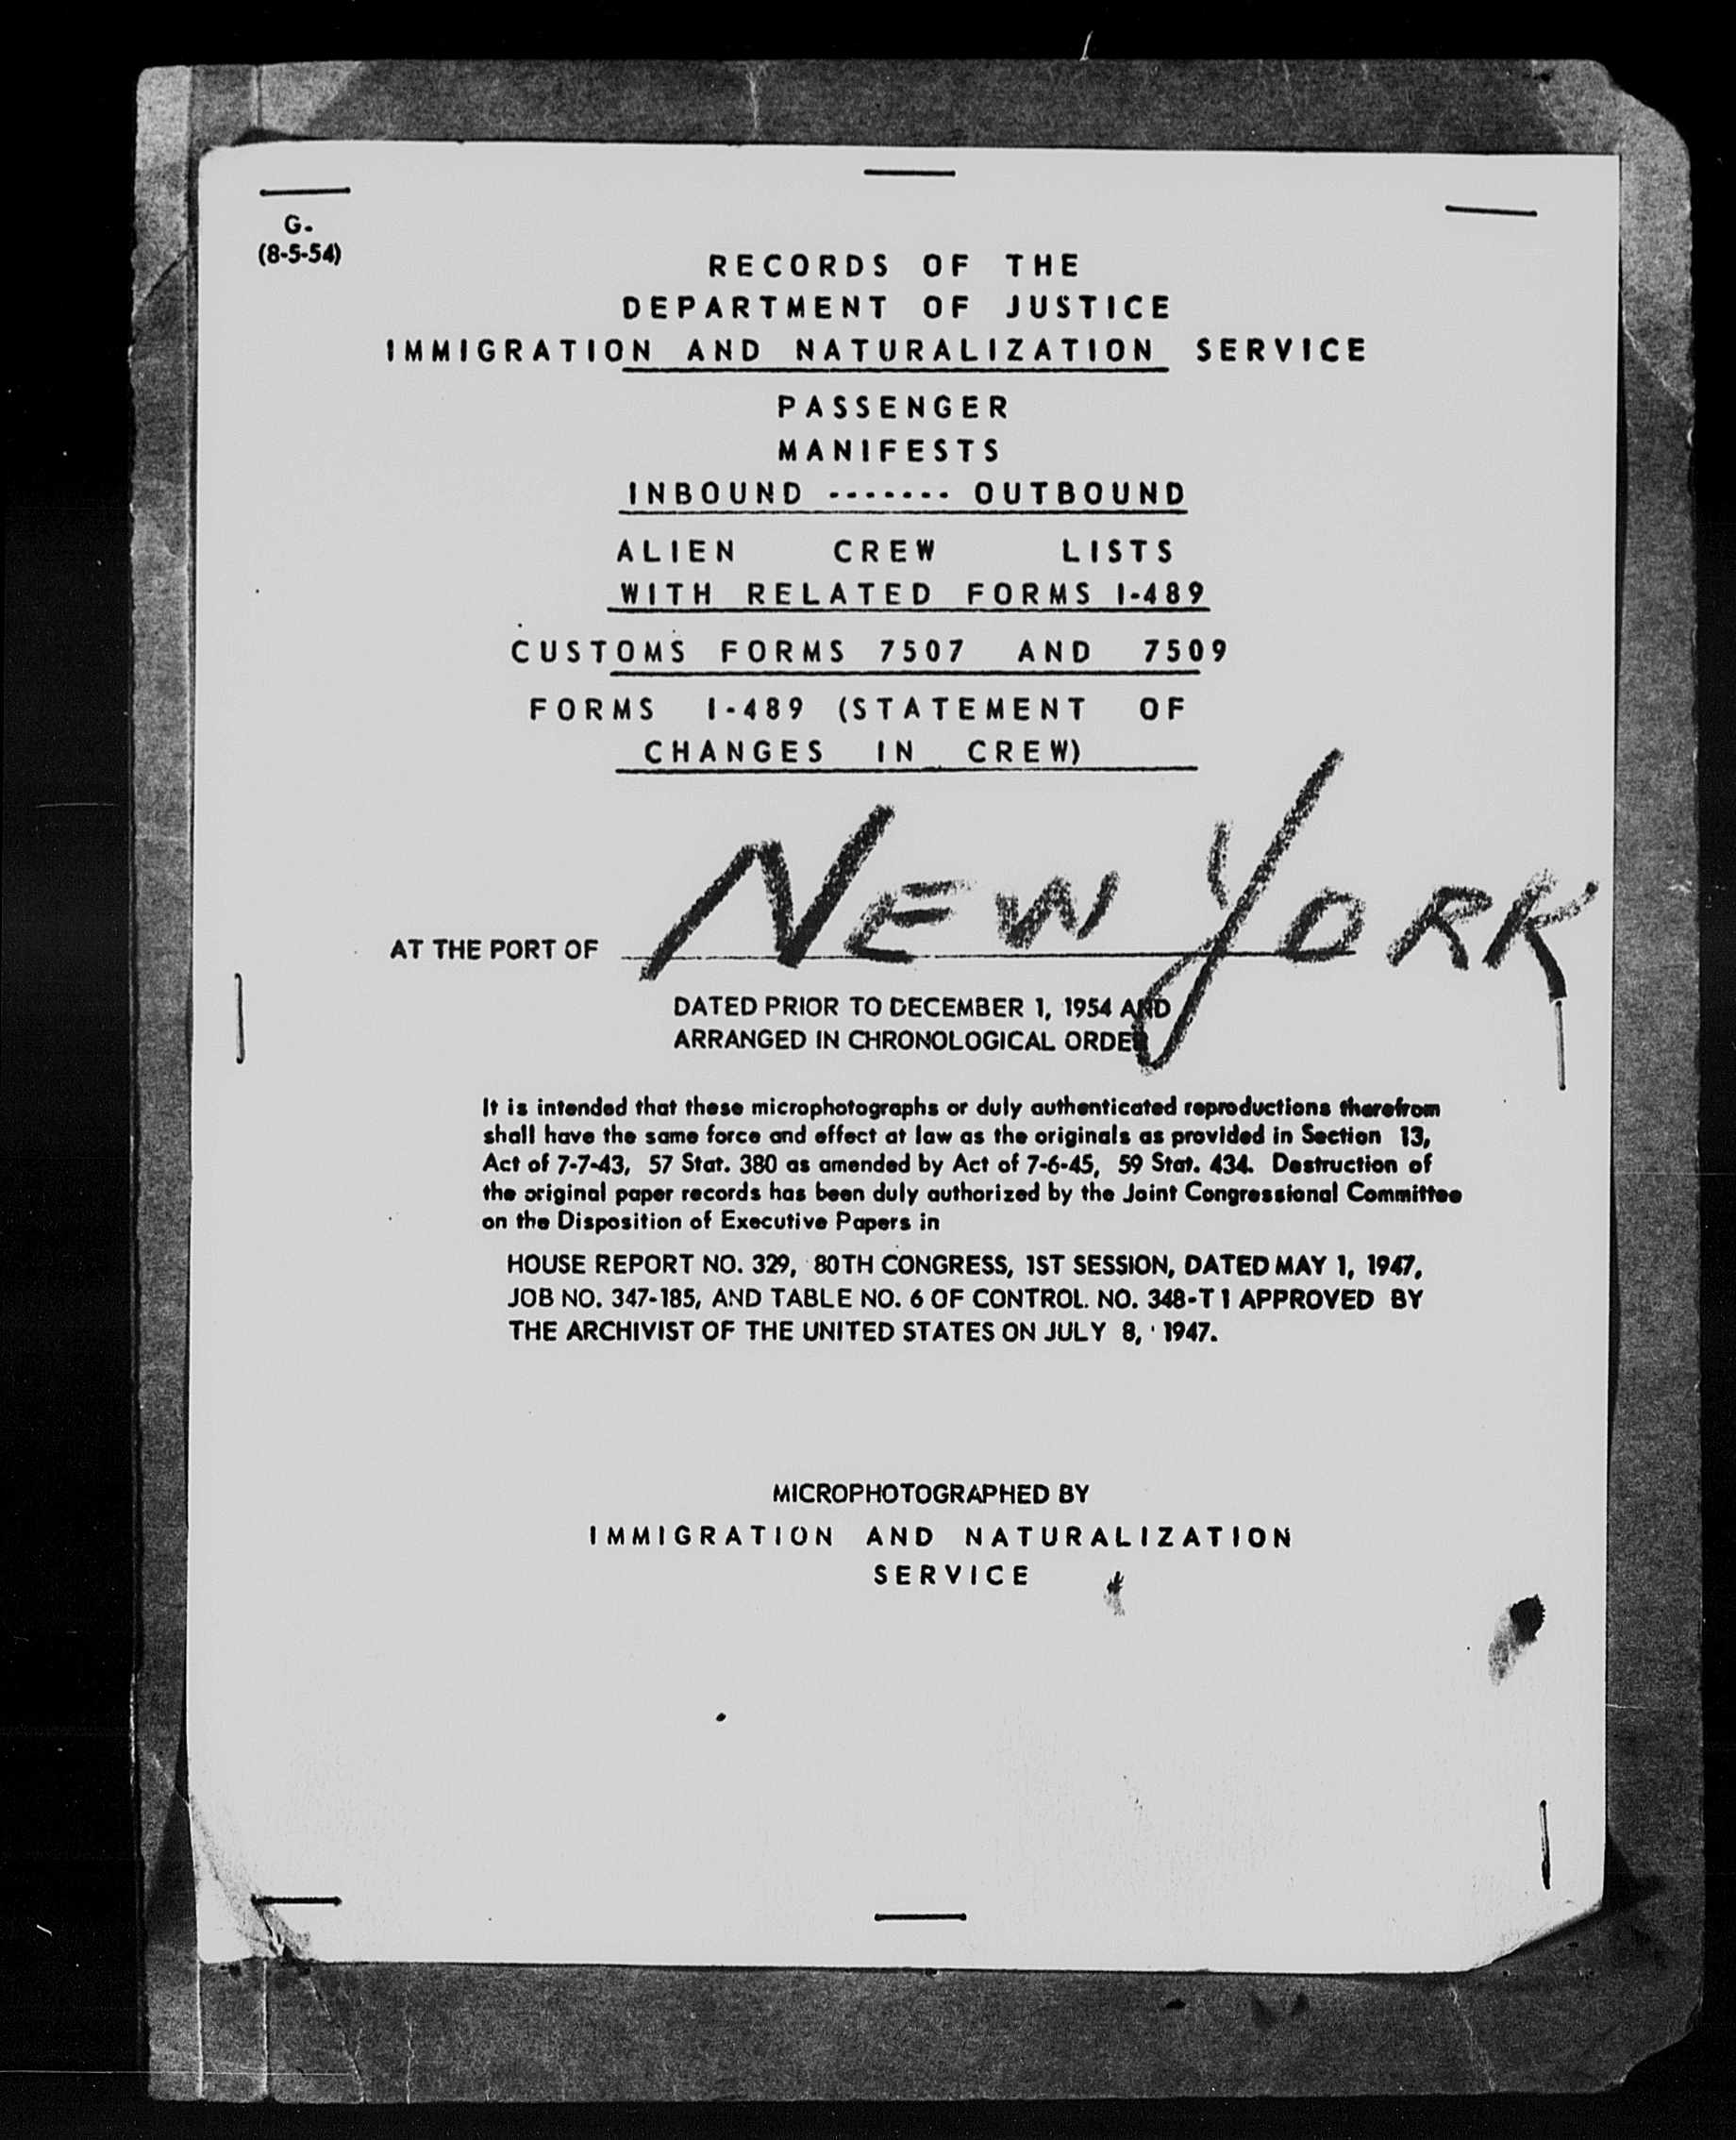 G.
(8-5-54)
RECORDS OF THE
DEPARTMENT OF JUSTICE
IMMIGRATION AND NATURALIZATION SERVICE
PASSENGER
MANIFESTS
INBOUND ------- OUTBOUND
ALIEN CREW LISTS
WITH RELATED FORMS I-489
CUSTOMS FORMS 7507 AND 7509
FORMS I-489 (STATEMENT OF
CHANGES IN CREW)
AT THE PORT OF NEW YORK
DATED PRIOR TO DECEMBER 1, 1954 AND
ARRANGED IN CHRONOLOGICAL ORDER
It is intended that these microphotographs or duly authenticated reproductions therefrom
shall have the same force and effect at law as the originals as provided in Section 13,
Act of 7-7-43, 57 Stat. 380 as amended by Act of 7-6-45, 59 Stat. 434. Destruction of
the original paper records has been duly authorized by the Joint Congressional Committee
on the Disposition of Executive Papers in
HOUSE REPORT NO. 329, 80TH CONGRESS, 1ST SESSION, DATED MAY 1, 1947,
JOB NO. 347-185, AND TABLE NO. 6 OF CONTROL. NO. 348-T1 APPROVED BY
THE ARCHIVIST OF THE UNITED STATES ON JULY 8, 1947.
MICROPHOTOGRAPHED BY
IMMIGRATION AND NATURALIZATION
SERVICE